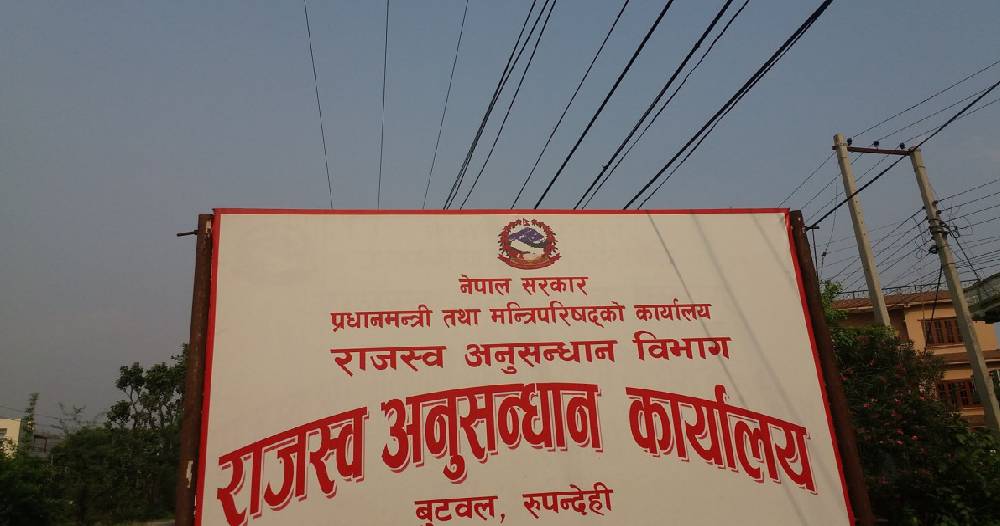 नेपाल सरकार
प्रधानमन्त्री तथा मन्त्रिपरिषद्को कार्यालय
राजस्व अनुसन्धान विभाग
राजस्व अनुसन्धान कार्यालय
बुटवल, रुपन्देही